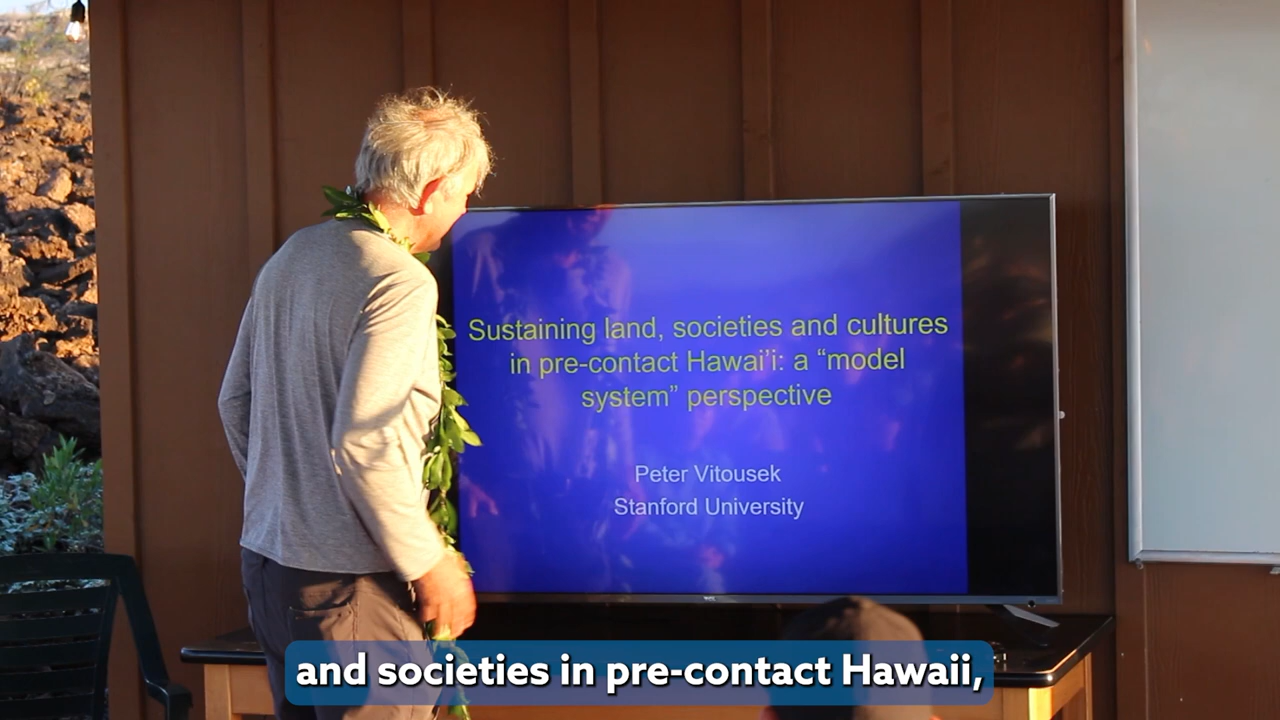 Sustaining land, societies and cultures
in pre-contact Hawai’i: a “model
system” perspective
Peter Vitousek
Stanford University
and societies in pre-contact Hawaii,